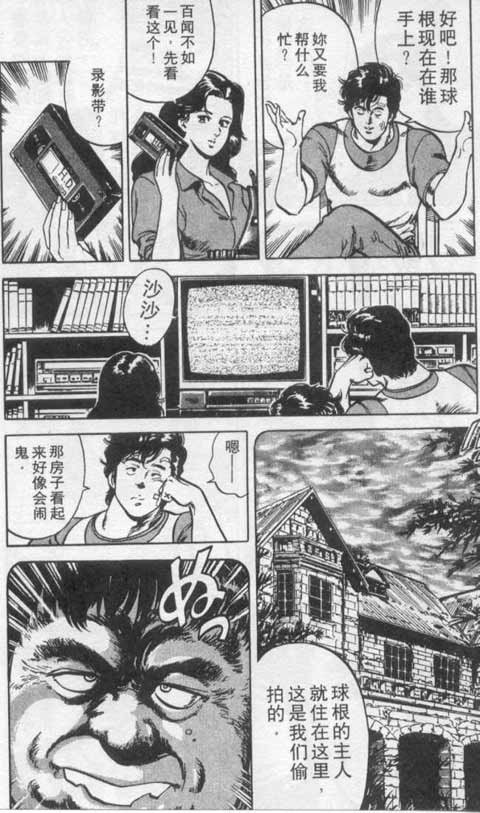 好吧！那球
根现在在谁
手上？
妳又要我
帮什么
忙？
百闻不如
一见，先看
看这个！
录影带？
沙
沙
…
嗯——
那房子看起
来好像会闹
鬼．
球根的主人
就住在这里，
这是我们偷
拍的．
ぬっ